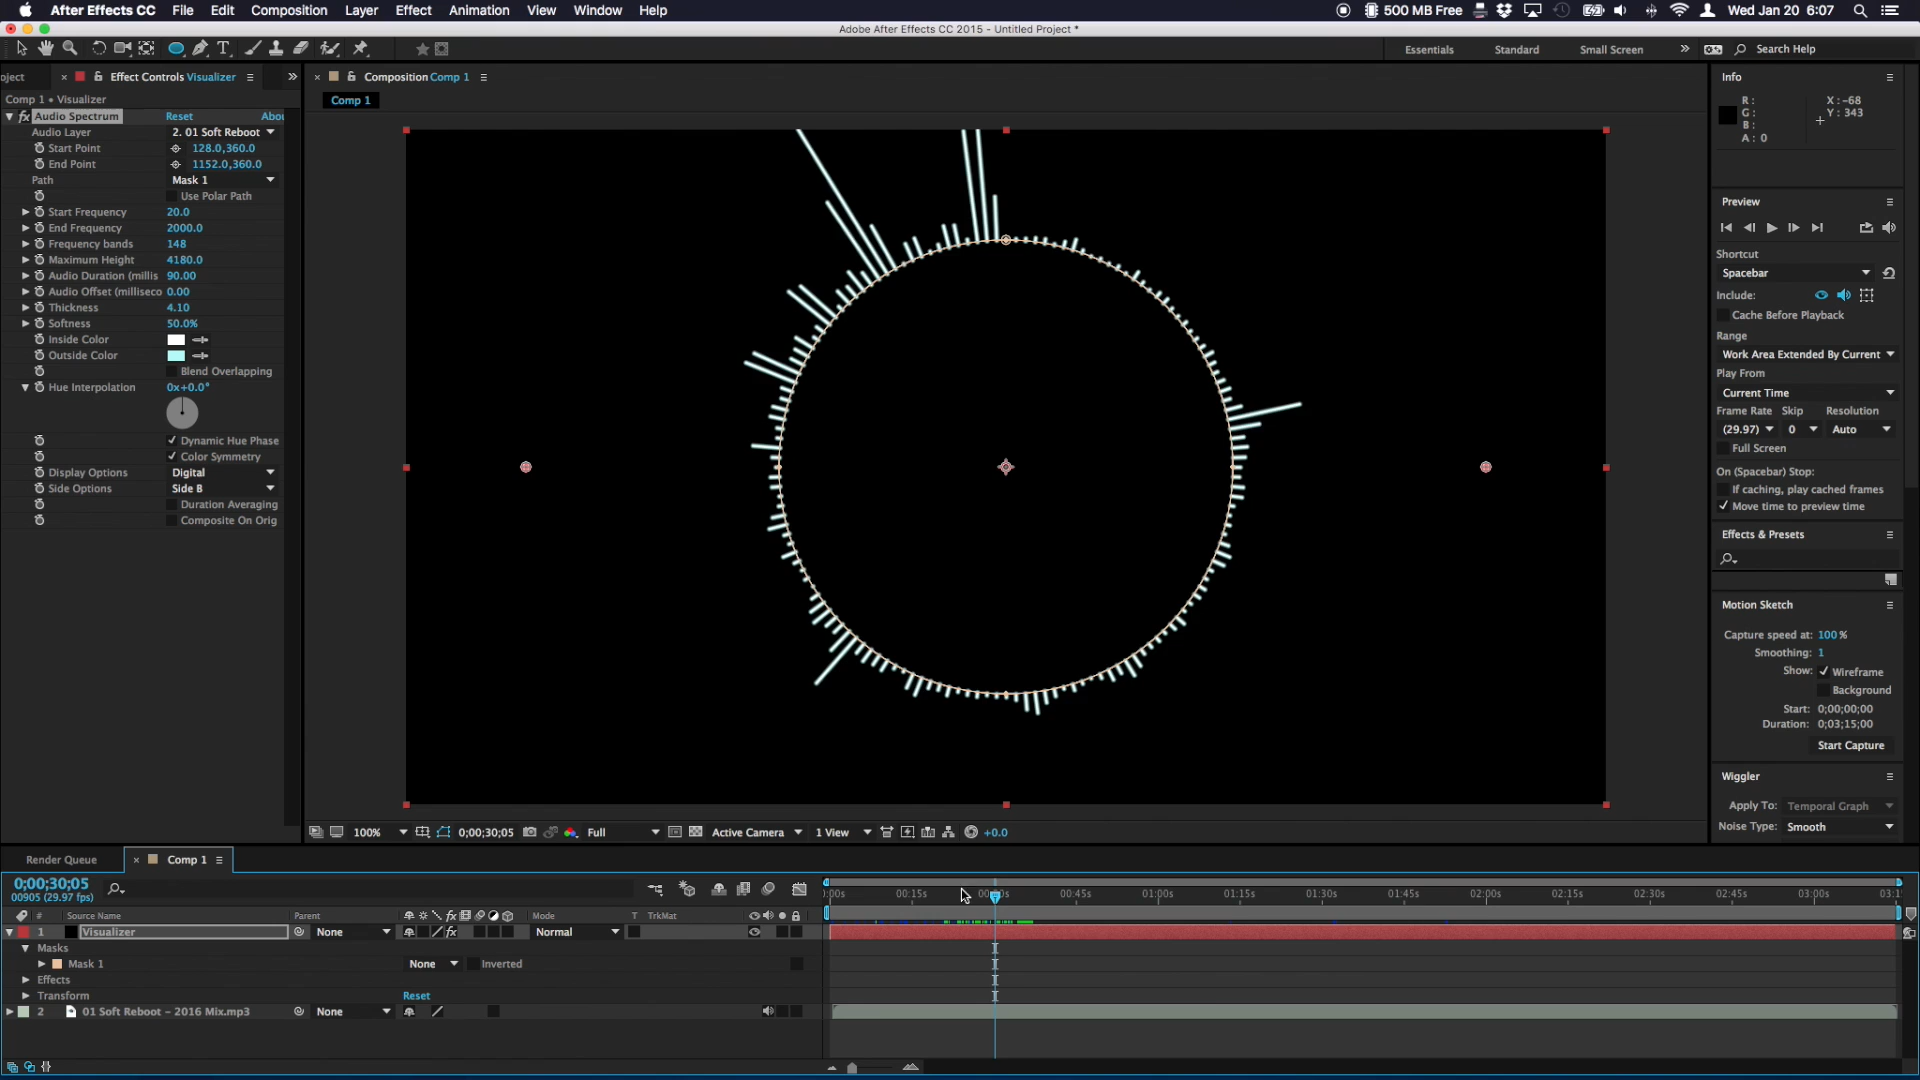 After Effects CC File Edit Composition Layer Effect Animation View Window Help 500 MB Free Wed Jan 20 6:07
Adobe After Effects CC 2015 - Untitled Project *
Essentials Standard Small Screen Search Help
oject Effect Controls Visualizer
Composition Comp 1
Comp 1 • Visualizer
Comp 1
Audio Spectrum Reset Abou
Audio Layer 2. 01 Soft Reboot
Start Point 128.0,360.0
End Point 1152.0,360.0
Path Mask 1
Use Polar Path
Start Frequency 20.0
End Frequency 2000.0
Frequency bands 148
Maximum Height 4180.0
Audio Duration (millis 90.00
Audio Offset (milliseco 0.00
Thickness 4.10
Softness 50.0%
Inside Color
Outside Color
Blend Overlapping
Hue Interpolation 0x+0.0°
Dynamic Hue Phase
Color Symmetry
Display Options Digital
Side Options Side B
Duration Averaging
Composite On Orig
100% 0;00;30;05 Full Active Camera 1 View +0.0
Info
R: X: -68
G: Y: 343
B:
A: 0
Preview
Shortcut
Spacebar
Include:
Cache Before Playback
Range
Work Area Extended By Current
Play From
Current Time
Frame Rate Skip Resolution
(29.97) 0 Auto
Full Screen
On (Spacebar) Stop:
If caching, play cached frames
Move time to preview time
Effects & Presets
Motion Sketch
Capture speed at: 100 %
Smoothing: 1
Show: Wireframe
Background
Start: 0;00;00;00
Duration: 0;03;15;00
Start Capture
Wiggler
Apply To: Temporal Graph
Noise Type: Smooth
Render Queue Comp 1
0;00;30;05
00905 (29.97 fps)
:00s 00:15s 00:45s 01:00s 01:15s 01:30s 01:45s 02:00s 02:15s 02:30s 02:45s 03:00s 03:1
# Source Name Parent Mode T TrkMat
1 Visualizer None Normal
Masks
Mask 1 None Inverted
Effects
Transform Reset
2 01 Soft Reboot – 2016 Mix.mp3 None